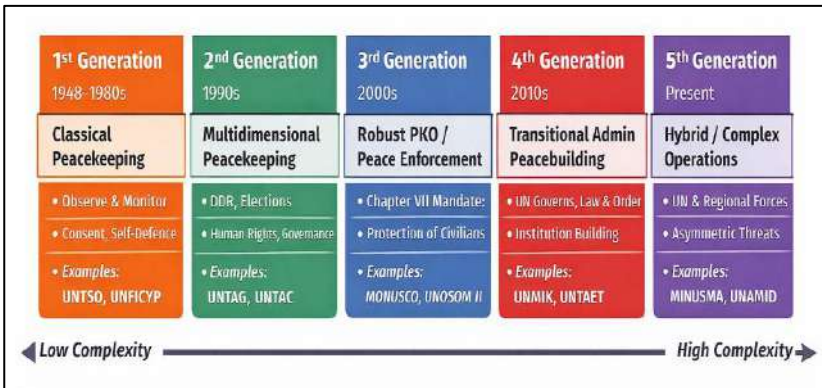 1st Generation
1948-1980s
Classical
Peacekeeping
• Observe & Monitor
• Consent, Self-Defence
• Examples:
UNTSO, UNFICYP
2nd Generation
1990s
Multidimensional
Peacekeeping
• DDR, Elections
• Human Rights, Governance
• Examples:
UNTAG, UNTAC
3rd Generation
2000s
Robust PKO /
Peace Enforcement
• Chapter VII Mandate:
• Protection of Civilians
• Examples:
MONUSCO, UNOSOM II
4th Generation
2010s
Transitional Admin
Peacebuilding
• UN Governs, Law & Order
• Institution Building
• Examples:
UNMIK, UNTAET
5th Generation
Present
Hybrid / Complex
Operations
• UN & Regional Forces
• Asymmetric Threats
• Examples:
MINUSMA, UNAMID
Low Complexity
High Complexity